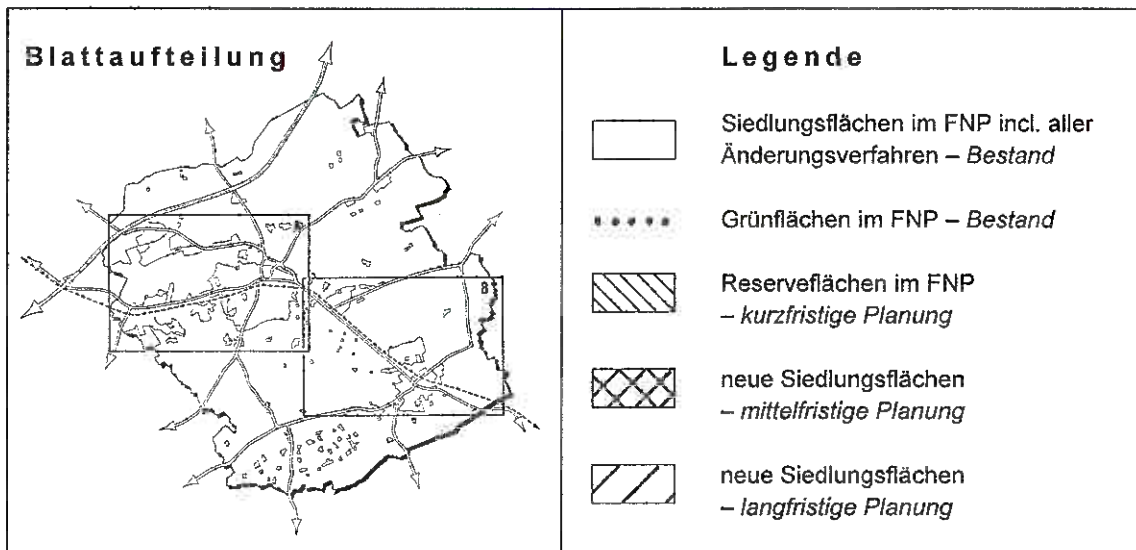 Blattaufteilung
Legende
Siedlungsflächen im FNP incl. aller
Änderungsverfahren – Bestand
Grünflächen im FNP – Bestand
Reserveflächen im FNP
– kurzfristige Planung
neue Siedlungsflächen
– mittelfristige Planung
neue Siedlungsflächen
– langfristige Planung